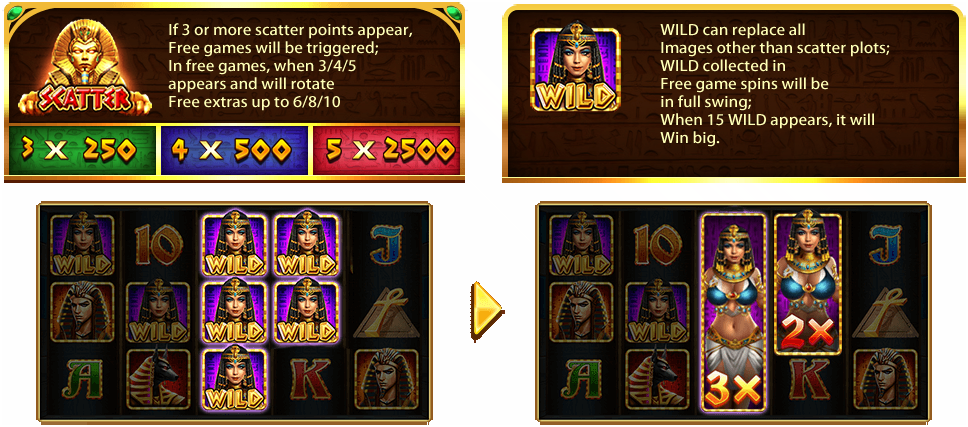 If 3 or more scatter points appear,
Free games will be triggered;
In free games, when 3/4/5
appears and will rotate
Free extras up to 6/8/10
SCATTER
3 X 250
4 X 500
5 X 2500
WILD can replace all
Images other than scatter plots;
WILD collected in
Free game spins will be
in full swing;
When 15 WILD appears, it will
Win big.
WILD
WILD 10 WILD WILD J
WILD WILD WILD
A WILD K
WILD 10 J
WILD 2X
A 3X K